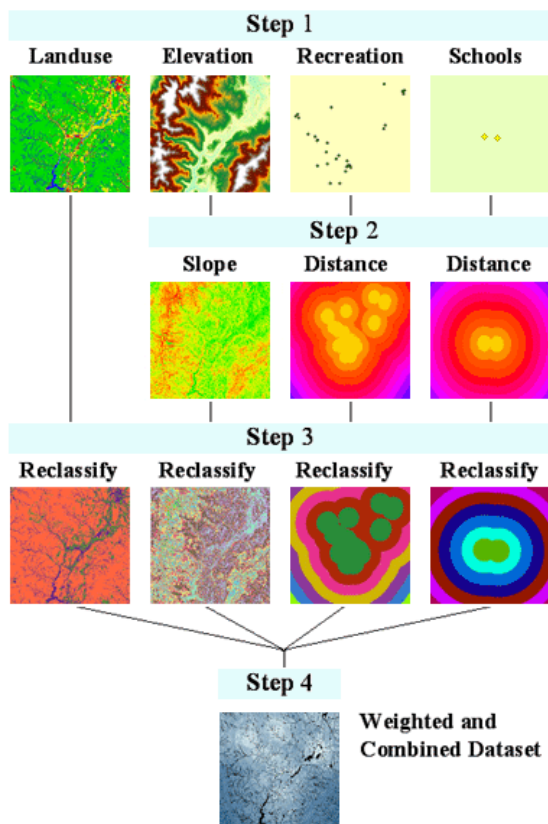 Step 1
Landuse Elevation Recreation Schools
Step 2
Slope Distance Distance
Step 3
Reclassify Reclassify Reclassify Reclassify
Step 4
Weighted and
Combined Dataset